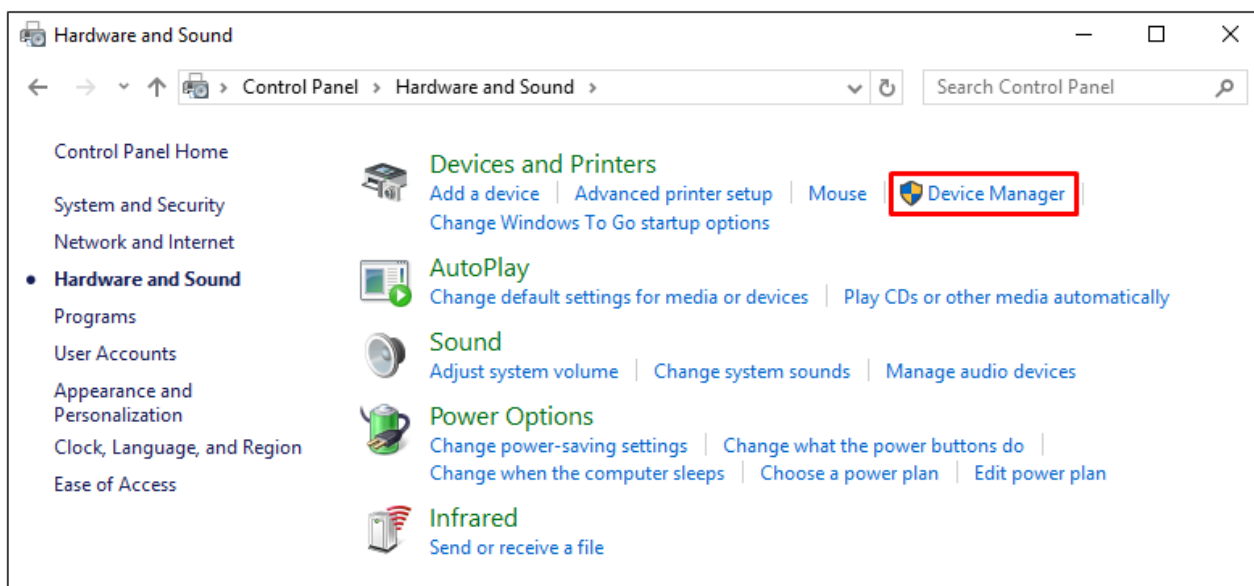 Hardware and Sound
Control Panel > Hardware and Sound >
Search Control Panel
Control Panel Home
System and Security
Network and Internet
Hardware and Sound
Programs
User Accounts
Appearance and
Personalization
Clock, Language, and Region
Ease of Access
Devices and Printers
Add a device | Advanced printer setup | Mouse | Device Manager |
Change Windows To Go startup options
AutoPlay
Change default settings for media or devices | Play CDs or other media automatically
Sound
Adjust system volume | Change system sounds | Manage audio devices
Power Options
Change power-saving settings | Change what the power buttons do |
Change when the computer sleeps | Choose a power plan | Edit power plan
Infrared
Send or receive a file